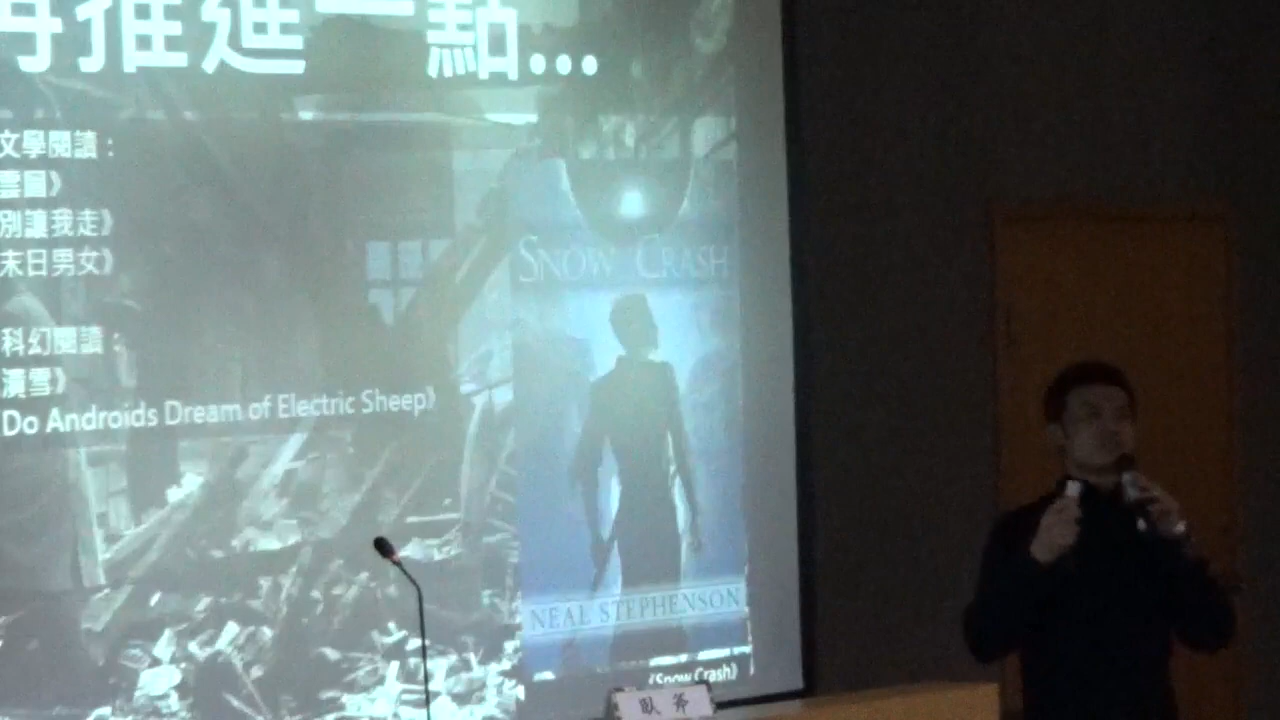 再推進一點...
文學閱讀：
雲圖》
別讓我走》
末日男女》
科幻閱讀：
潰雪》
Do Androids Dream of Electric Sheep》
SNOW CRASH
NEAL STEPHENSON
《Snow Crash》
臥斧